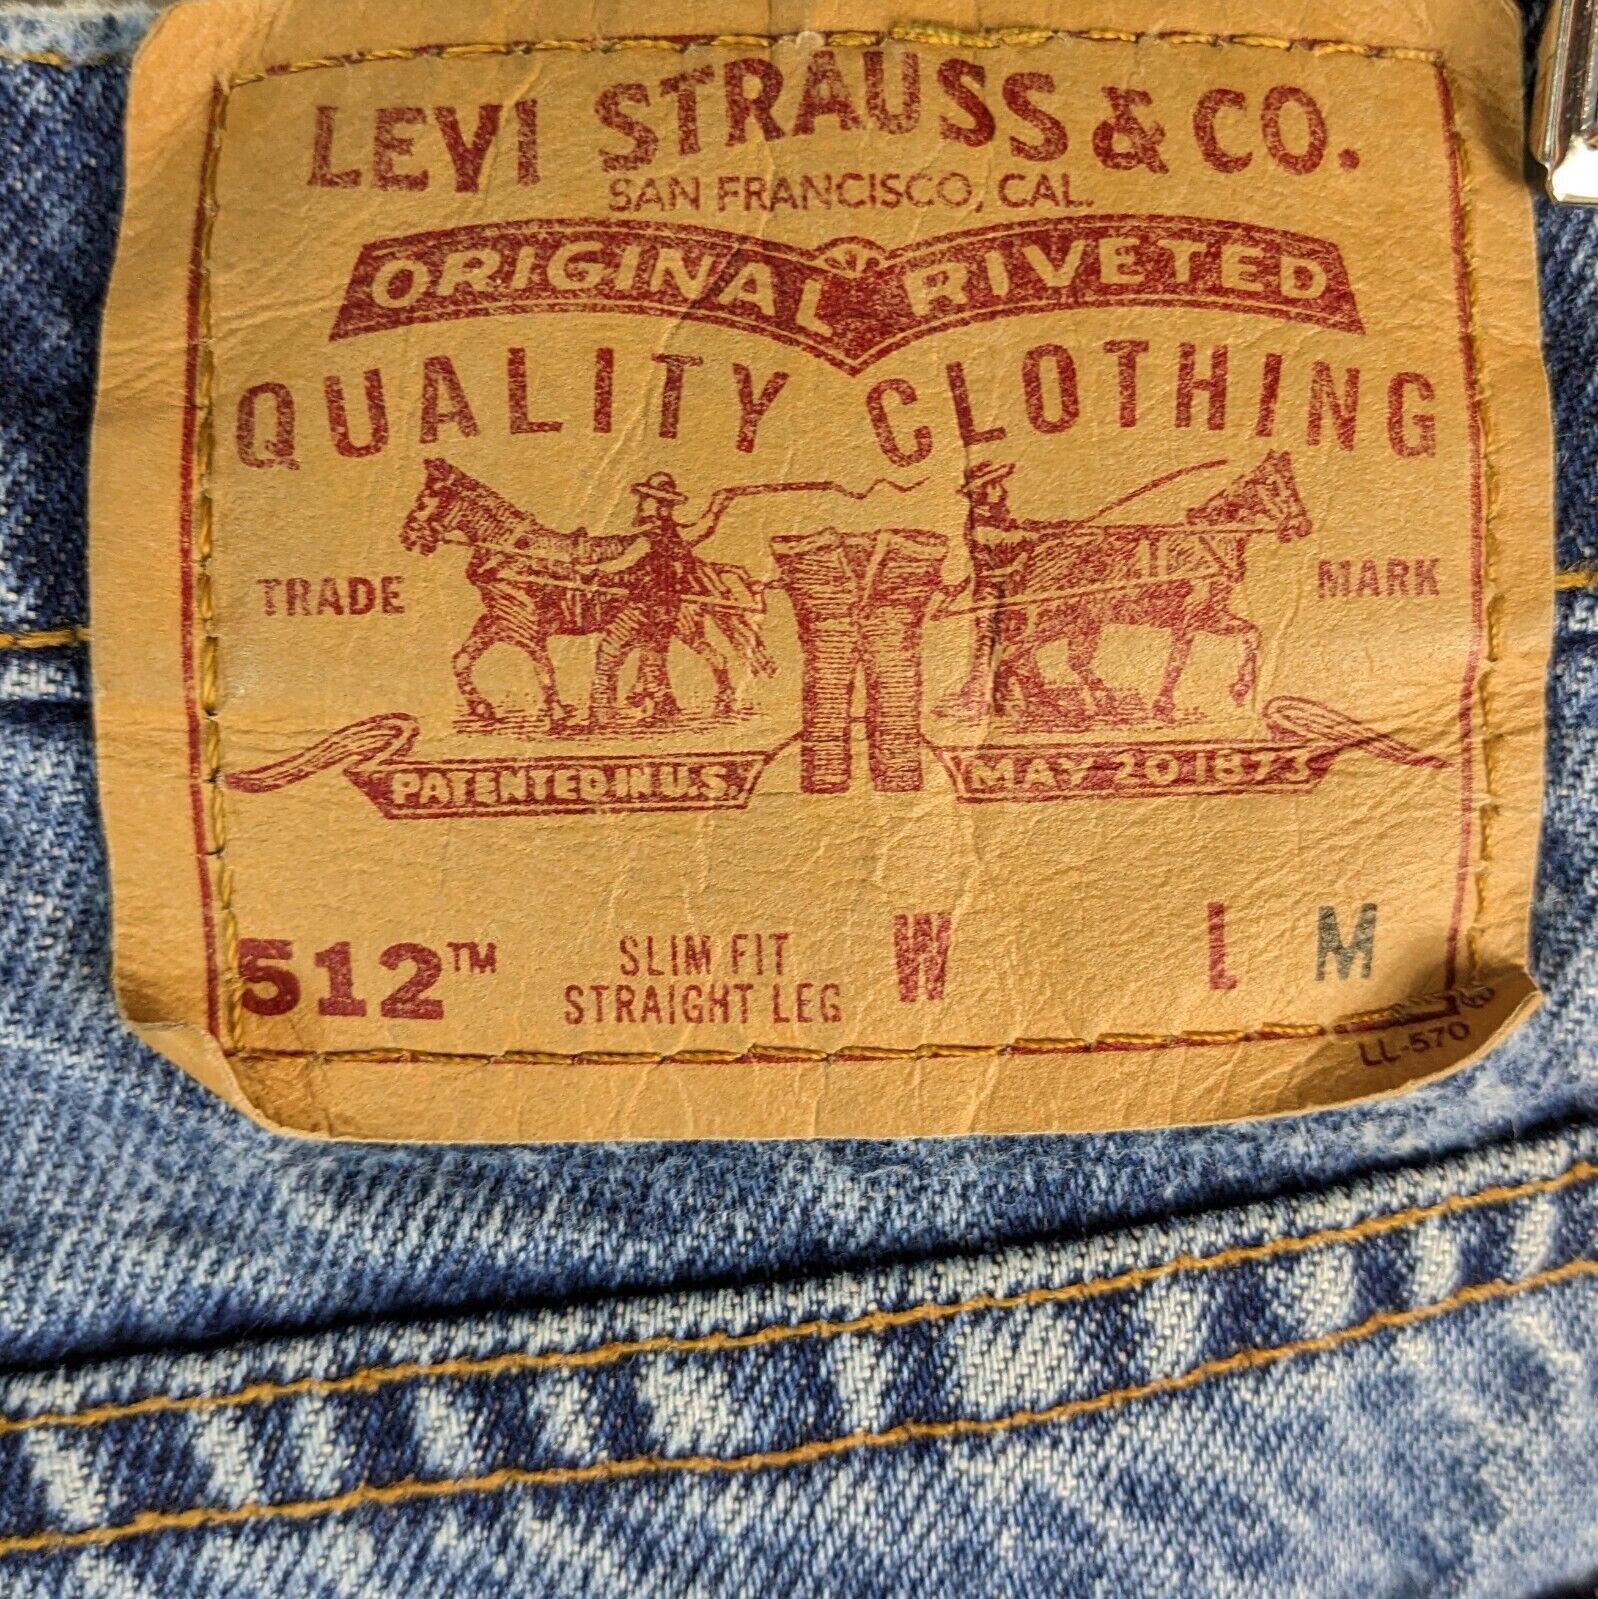 LEVI STRAUSS & CO.
SAN FRANCISCO, CAL.
ORIGINAL RIVETED
QUALITY CLOTHING
TRADE MARK
PATENTED IN U.S. MAY 20 1873
512™ SLIM FIT W L M
STRAIGHT LEG
LL-570